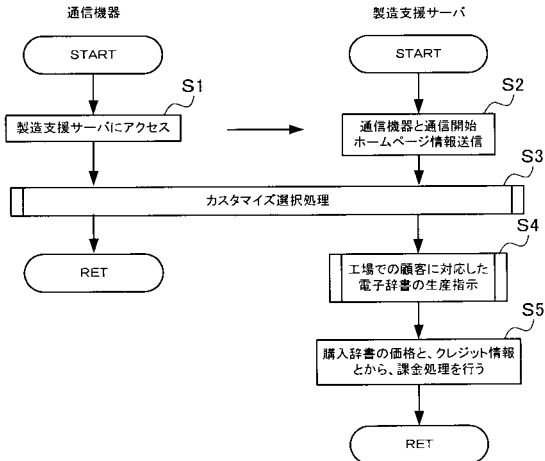 通信機器
製造支援サーバ
START
START
S1
製造支援サーバにアクセス
S2
通信機器と通信開始
ホームページ情報送信
S3
カスタマイズ選択処理
RET
S4
工場での顧客に対応した
電子辞書の生産指示
S5
購入辞書の価格と、クレジット情報
とから、課金処理を行う
RET